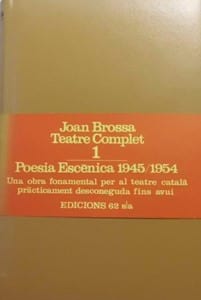 Joan Brossa
Teatre Complet
1
Poesia Escènica 1945/1954
Una obra fonamental per al teatre català
pràcticament desconeguda fins avui
EDICIONS 62 s/a